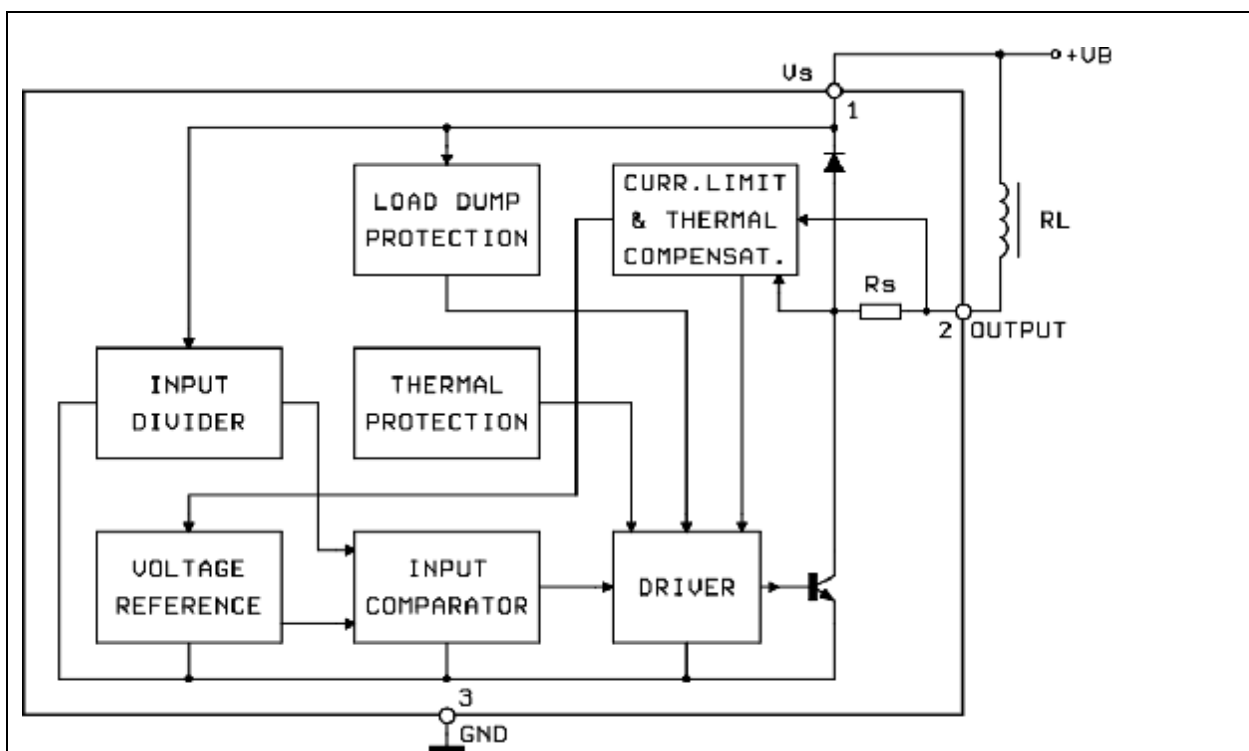 +VB
Vs
1
LOAD DUMP
PROTECTION
CURR.LIMIT
& THERMAL
COMPENSAT.
RL
Rs
2 OUTPUT
INPUT
DIVIDER
THERMAL
PROTECTION
VOLTAGE
REFERENCE
INPUT
COMPARATOR
DRIVER
3
GND